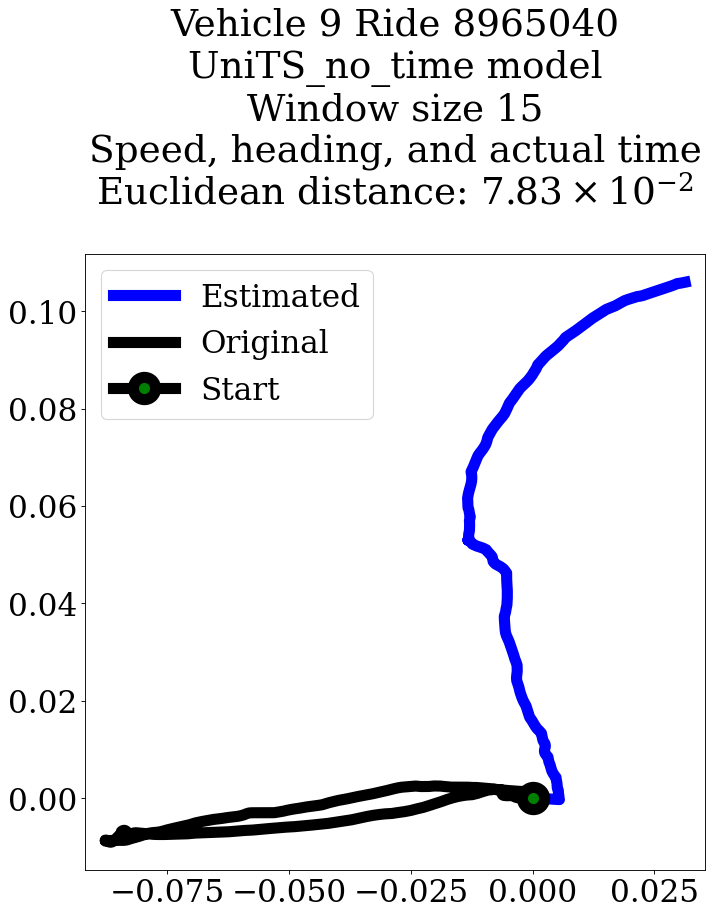 Vehicle 9 Ride 8965040
UniTS_no_time model
Window size 15
Speed, heading, and actual time
Euclidean distance: 7.83 × 10⁻²
Estimated
Original
Start
0.10
0.08
0.06
0.04
0.02
0.00
−0.075 −0.050 −0.025 0.000 0.025